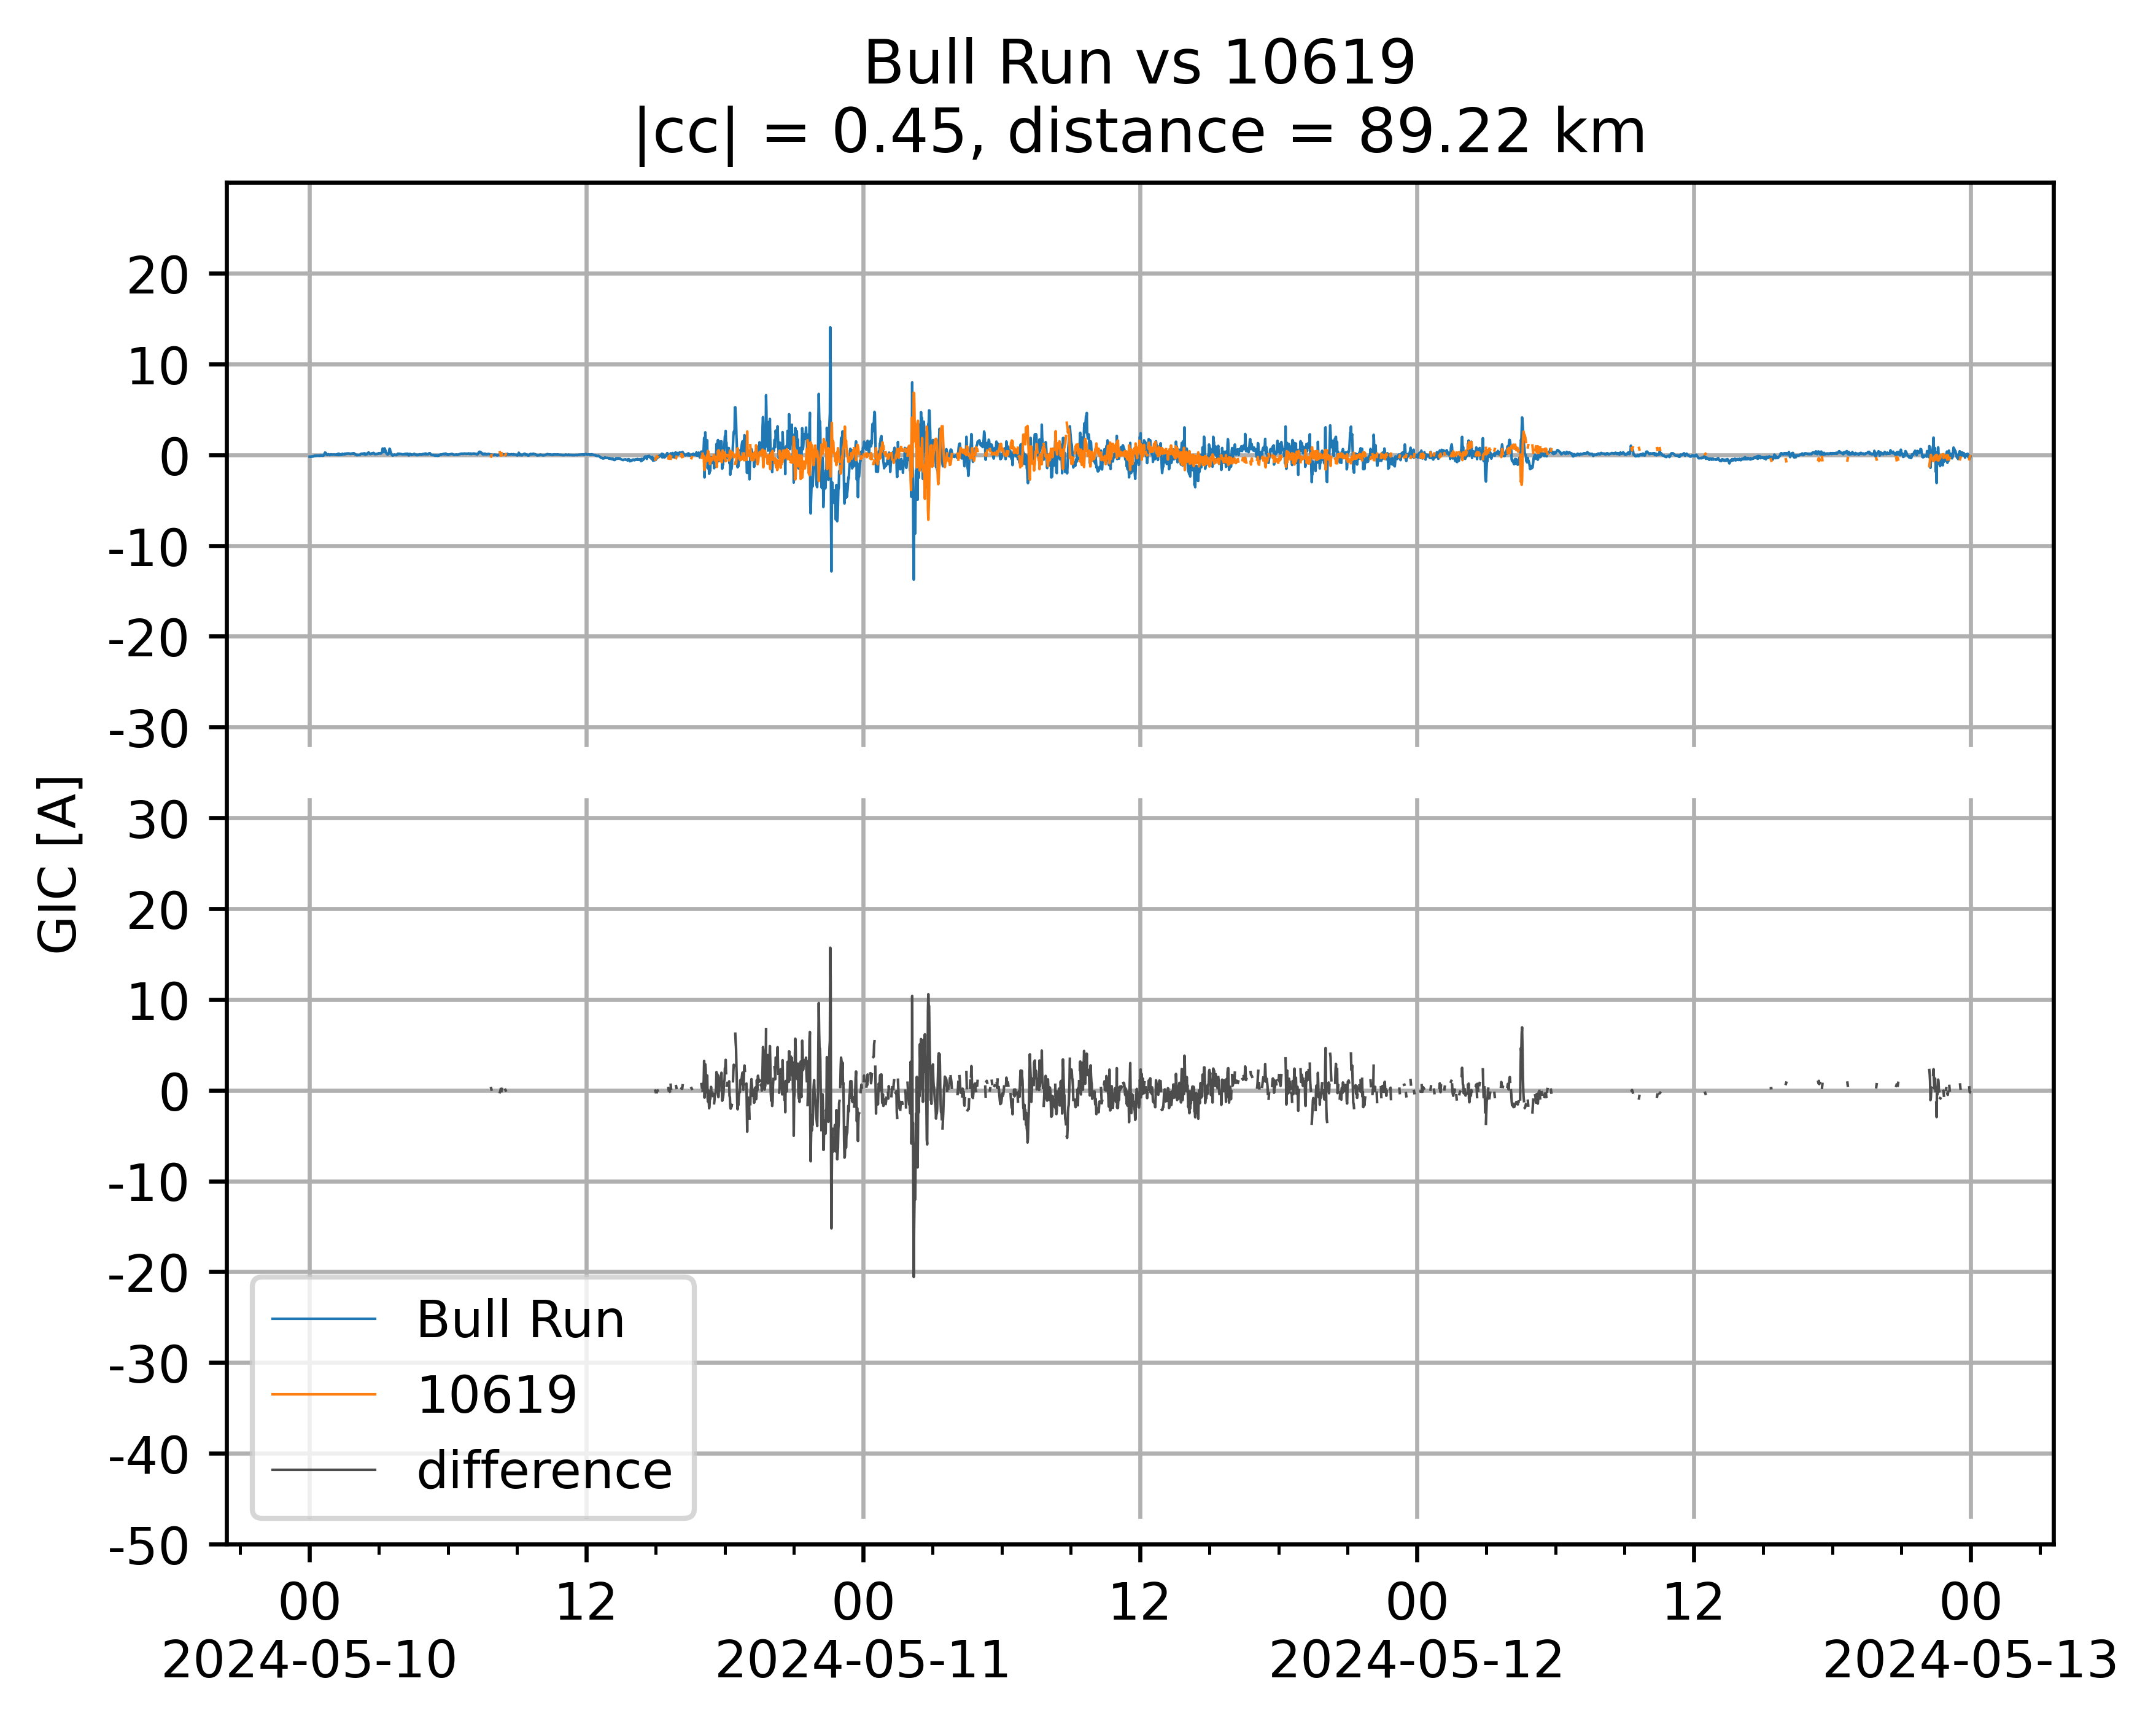 Bull Run vs 10619
|cc| = 0.45, distance = 89.22 km
GIC [A]
20
10
0
-10
-20
-30
30
20
10
0
-10
-20
-30
-40
-50
Bull Run
10619
difference
00 12 00 12 00 12 00
2024-05-10 2024-05-11 2024-05-12 2024-05-13